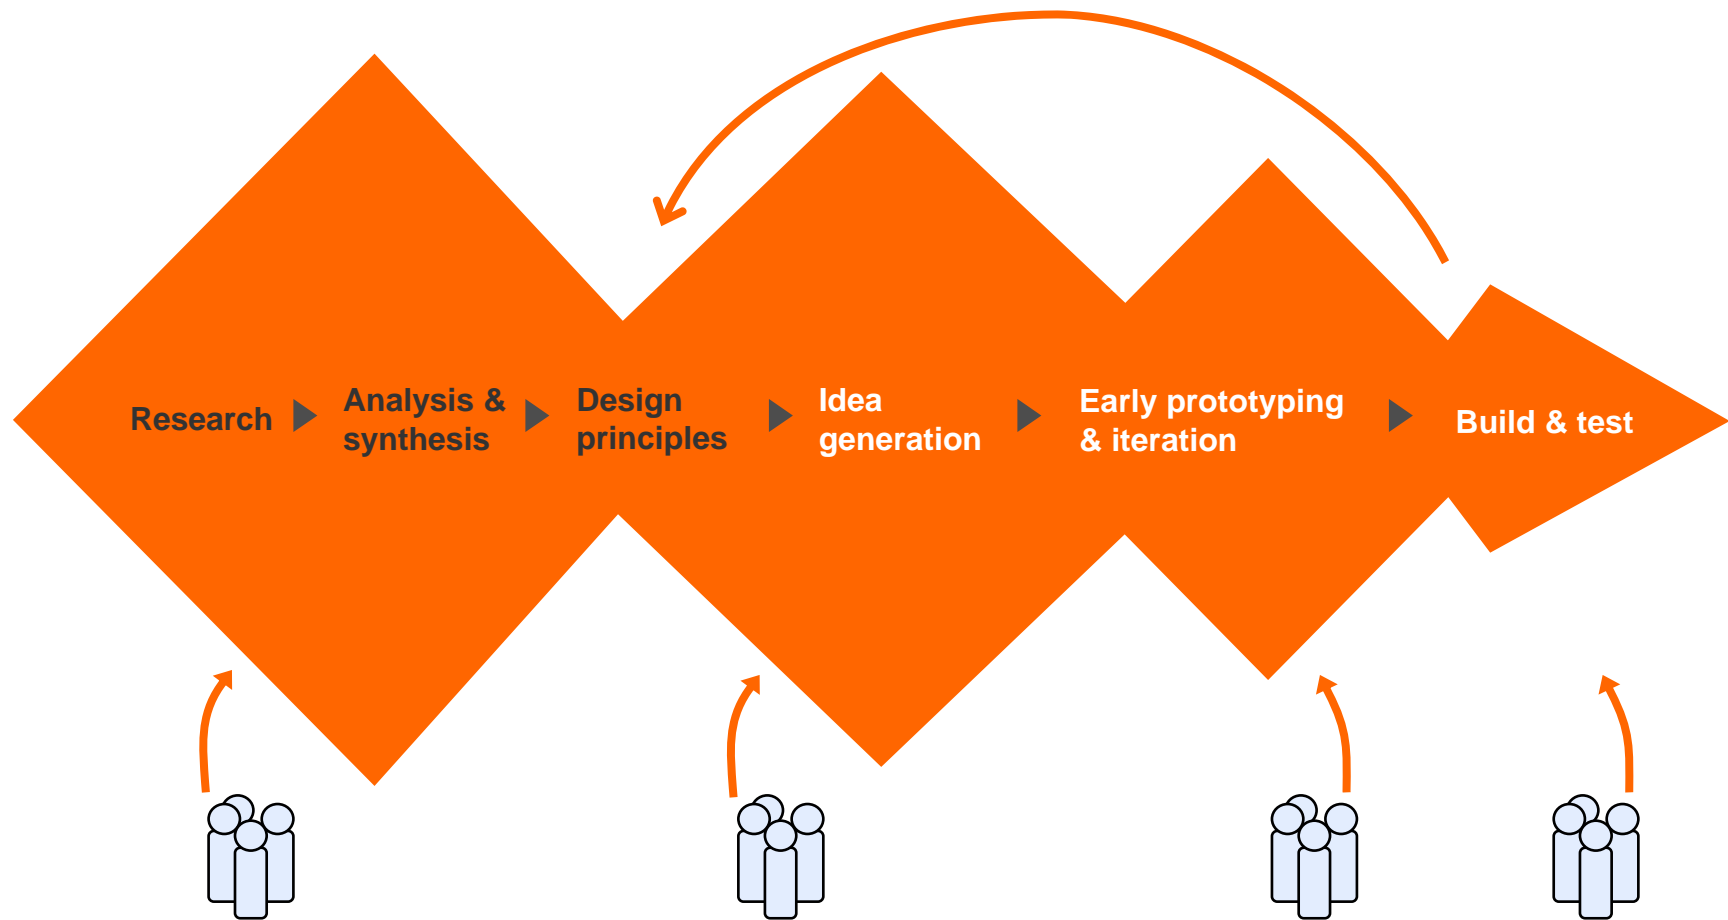 Research
Analysis &
synthesis
Design
principles
Idea
generation
Early prototyping
& iteration
Build & test